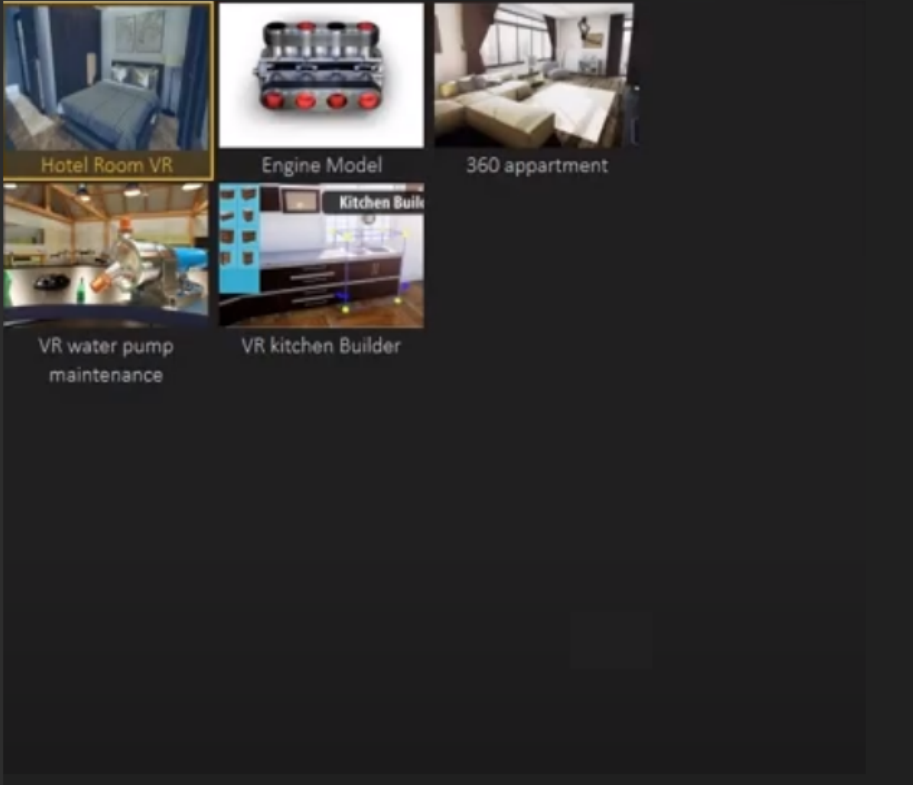 Hotel Room VR
Engine Model
360 appartment
Kitchen Buil
VR water pump
maintenance
VR kitchen Builder